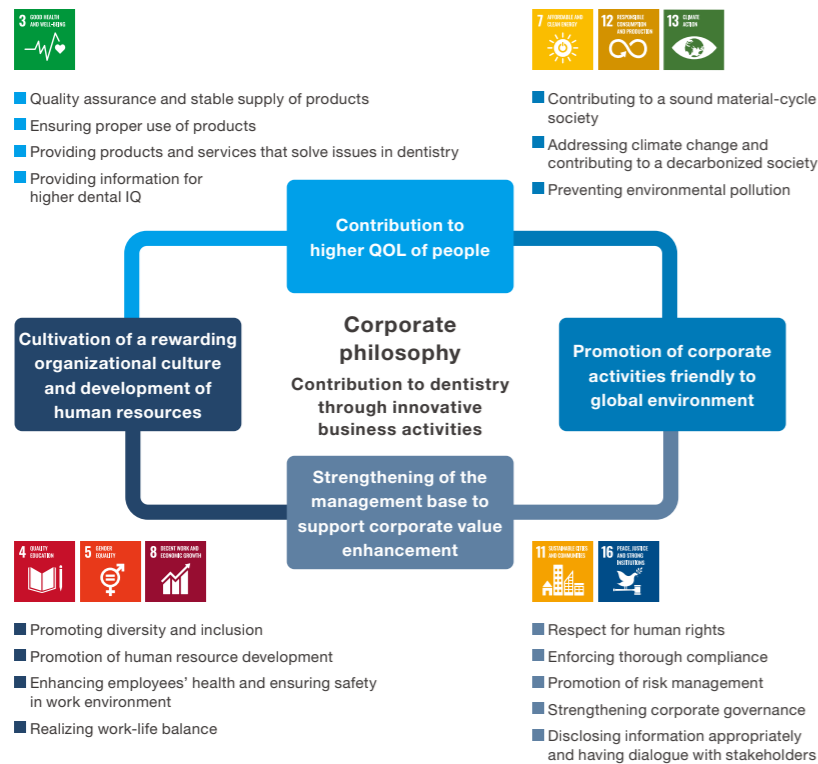 3 GOOD HEALTH
AND WELL-BEING
Quality assurance and stable supply of products
Ensuring proper use of products
Providing products and services that solve issues in dentistry
Providing information for
higher dental IQ
7 AFFORDABLE AND
CLEAN ENERGY
12 RESPONSIBLE
CONSUMPTION
AND PRODUCTION
13 CLIMATE
ACTION
Contributing to a sound material-cycle
society
Addressing climate change and
contributing to a decarbonized society
Preventing environmental pollution
Contribution to
higher QOL of people
Cultivation of a rewarding
organizational culture
and development of
human resources
Corporate
philosophy
Contribution to dentistry
through innovative
business activities
Promotion of corporate
activities friendly to
global environment
Strengthening of the
management base to
support corporate value
enhancement
4 QUALITY
EDUCATION
5 GENDER
EQUALITY
8 DECENT WORK AND
ECONOMIC GROWTH
Promoting diversity and inclusion
Promotion of human resource development
Enhancing employees’ health and ensuring safety
in work environment
Realizing work-life balance
11 SUSTAINABLE CITIES
AND COMMUNITIES
16 PEACE, JUSTICE
AND STRONG
INSTITUTIONS
Respect for human rights
Enforcing thorough compliance
Promotion of risk management
Strengthening corporate governance
Disclosing information appropriately
and having dialogue with stakeholders